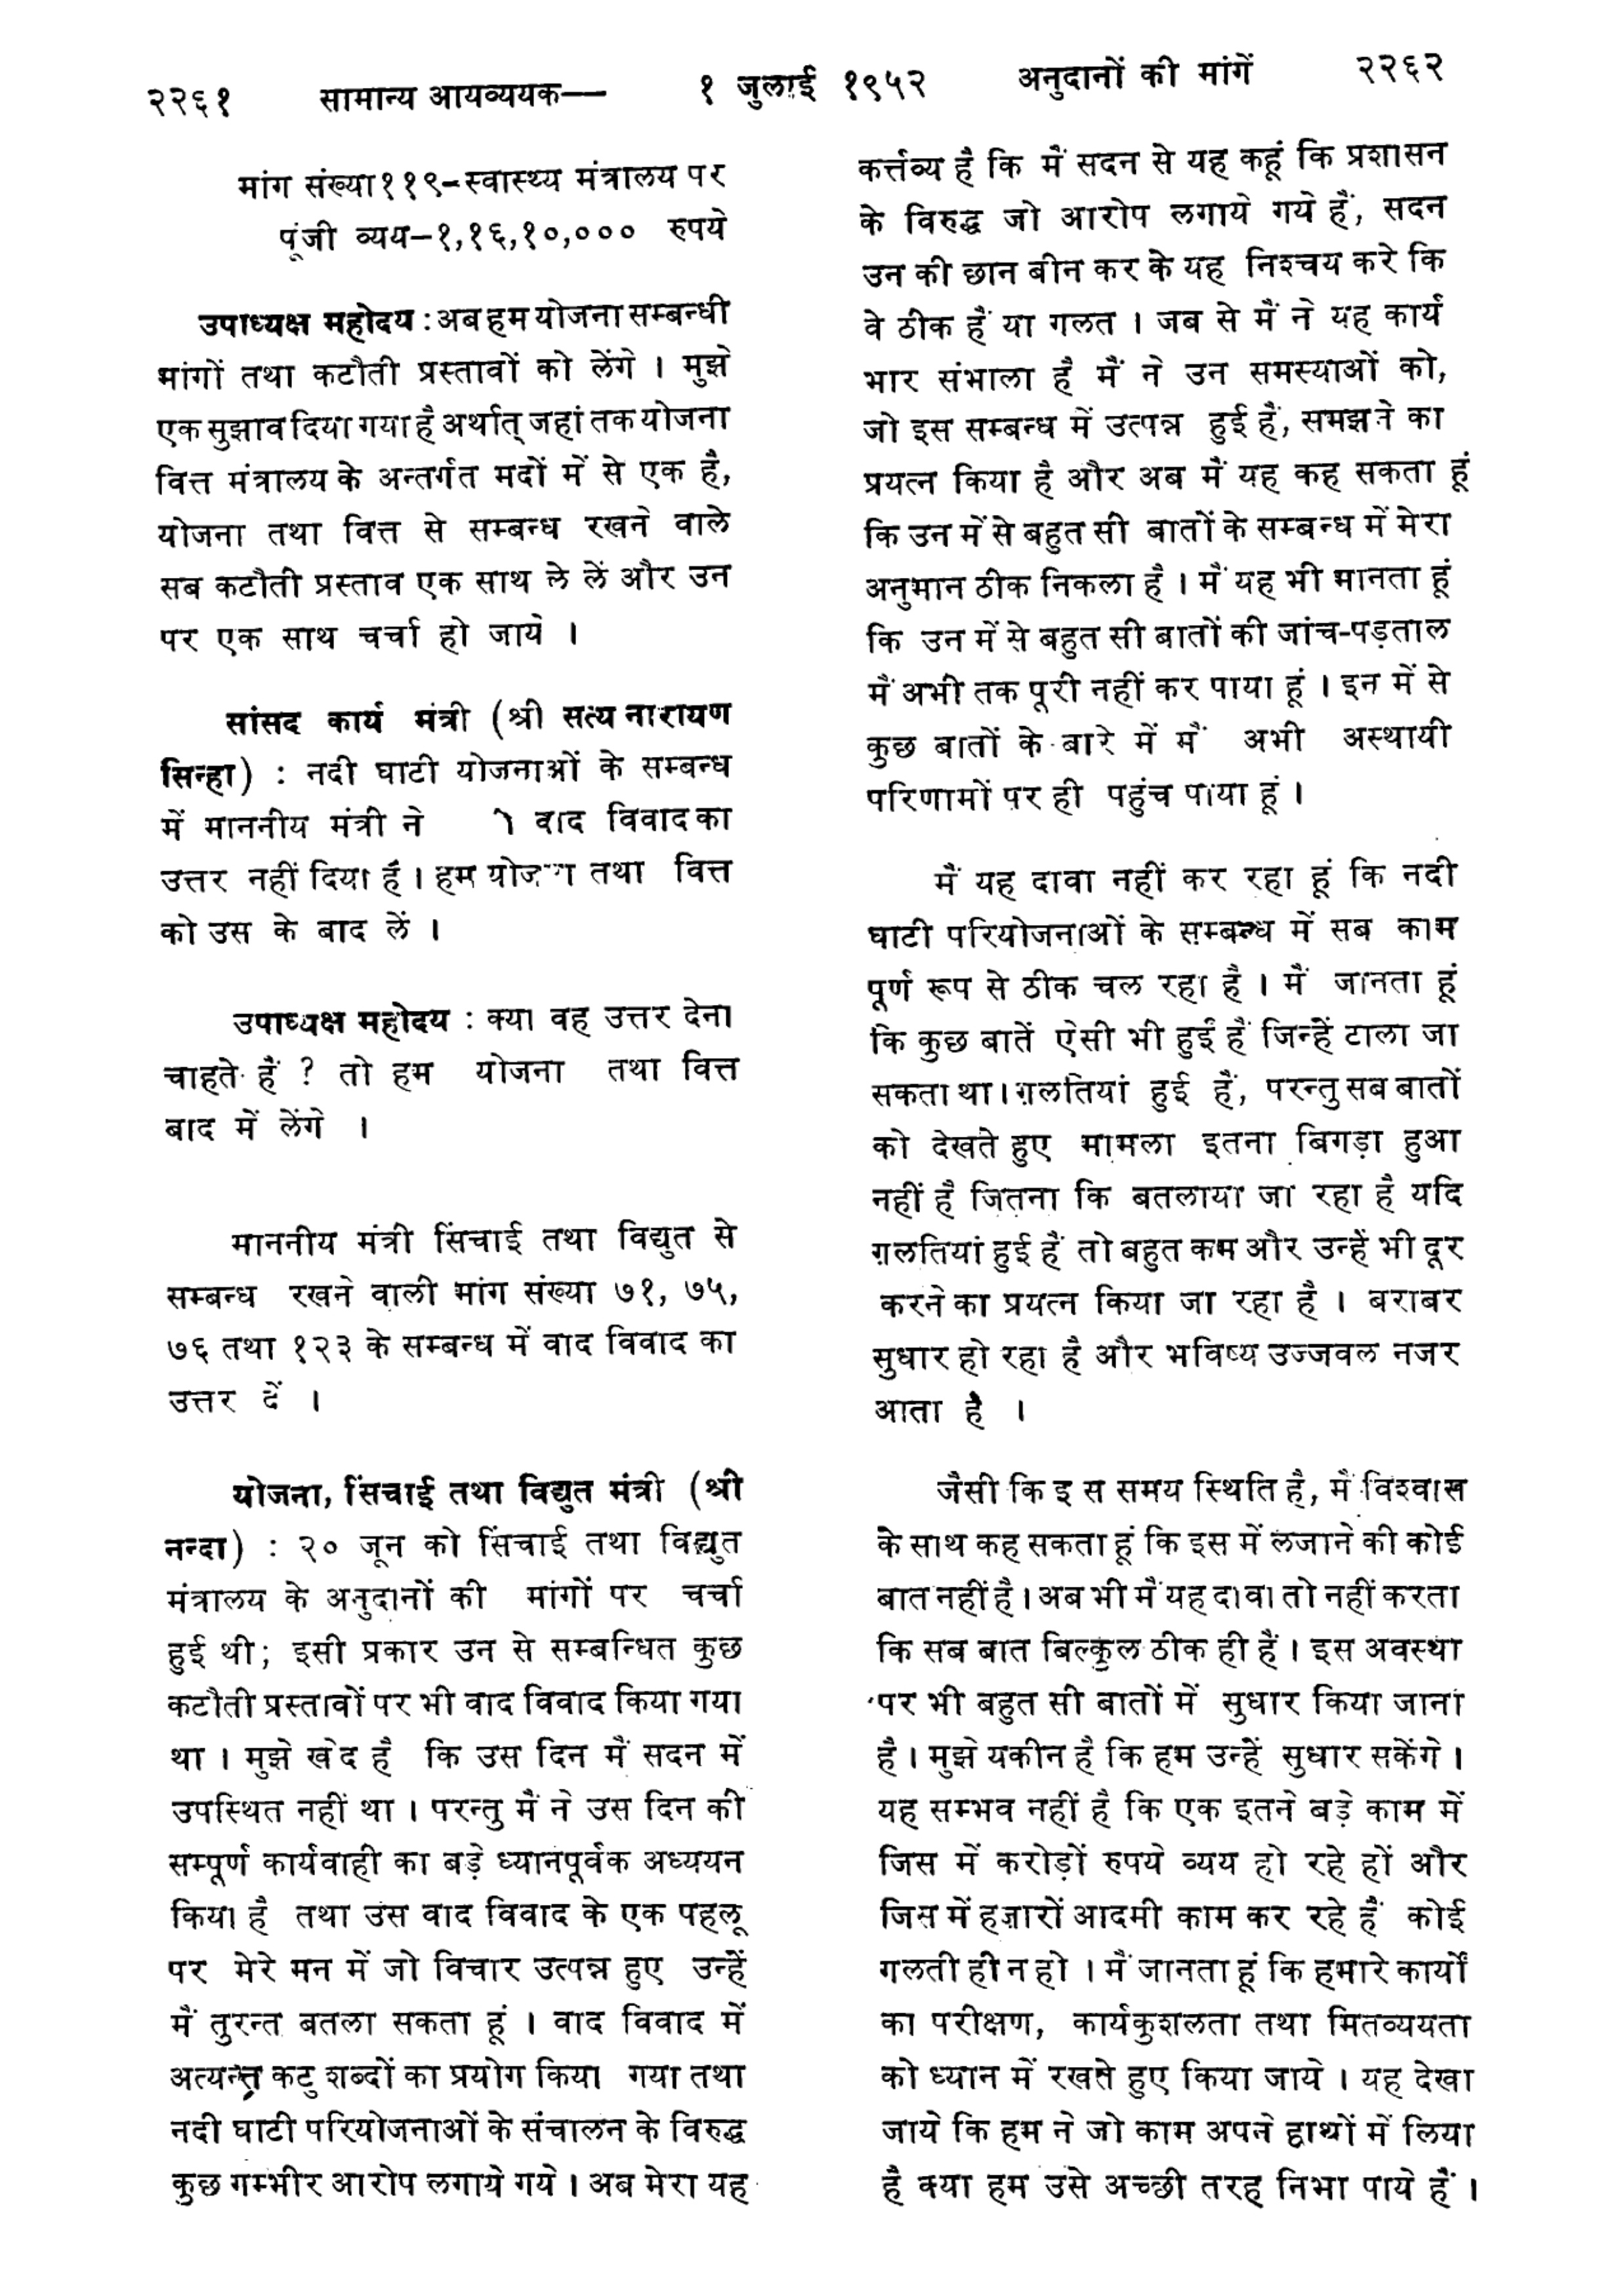 २२६१ सामान्य आयव्ययक— १ जुलाई १९५२ अनुदानों की मांगें २२६२
मांग संख्या११९–स्वास्थ्य मंत्रालय पर
पूंजी व्यय–१,१६,१०,००० रुपये
उपाध्यक्ष महोदय : अब हम योजना सम्बन्धी
मांगों तथा कटौती प्रस्तावों को लेंगे । मुझे
एक सुझाव दिया गया है अर्थात् जहां तक योजना
वित्त मंत्रालय के अन्तर्गत मदों में से एक है,
योजना तथा वित्त से सम्बन्ध रखने वाले
सब कटौती प्रस्ताव एक साथ ले लें और उन
पर एक साथ चर्चा हो जाये ।
सांसद कार्य मंत्री (श्री सत्य नारायण
सिन्हा) : नदी घाटी योजनाओं के सम्बन्ध
में माननीय मंत्री ने वाद विवाद का
उत्तर नहीं दिया है । हम तथा वित्त
को उस के बाद लें ।
उपाध्यक्ष महोदय : क्या वह उत्तर देना
चाहते हैं ? तो हम योजना तथा वित्त
बाद में लेंगे ।
माननीय मंत्री सिंचाई तथा विद्युत से
सम्बन्ध रखने वाली मांग संख्या ७१, ७५,
७६ तथा १२३ के सम्बन्ध में वाद विवाद का
उत्तर दें ।
योजना, सिंचाई तथा विद्युत मंत्री (श्री
नन्दा) : २० जून को सिंचाई तथा विद्युत
मंत्रालय के अनुदानों की मांगों पर चर्चा
हुई थी; इसी प्रकार उन से सम्बन्धित कुछ
कटौती प्रस्तावों पर भी वाद विवाद किया गया
था । मुझे खेद है कि उस दिन मैं सदन में
उपस्थित नहीं था । परन्तु मैं ने उस दिन की
सम्पूर्ण कार्यवाही का बड़े ध्यानपूर्वक अध्ययन
किया है तथा उस वाद विवाद के एक पहलू
पर मेरे मन में जो विचार उत्पन्न हुए उन्हें
मैं तुरन्त बतला सकता हूं । वाद विवाद में
अत्यन्त कटु शब्दों का प्रयोग किया गया तथा
नदी घाटी परियोजनाओं के संचालन के विरुद्ध
कुछ गम्भीर आरोप लगाये गये । अब मेरा यह
कर्त्तव्य है कि मैं सदन से यह कहूं कि प्रशासन
के विरुद्ध जो आरोप लगाये गये हैं, सदन
उन की छान बीन कर के यह निश्चय करे कि
वे ठीक हैं या गलत । जब से मैं ने यह कार्य
भार संभाला है मैं ने उन समस्याओं को,
जो इस सम्बन्ध में उत्पन्न हुई हैं, समझने का
प्रयत्न किया है और अब मैं यह कह सकता हूं
कि उन में से बहुत सी बातों के सम्बन्ध में मेरा
अनुमान ठीक निकला है । मैं यह भी मानता हूं
कि उन में से बहुत सी बातों की जांच-पड़ताल
मैं अभी तक पूरी नहीं कर पाया हूं । इन में से
कुछ बातों के बारे में मैं अभी अस्थायी
परिणामों पर ही पहुंच पाया हूं ।
मैं यह दावा नहीं कर रहा हूं कि नदी
घाटी परियोजनाओं के सम्बन्ध में सब काम
पूर्ण रूप से ठीक चल रहा है । मैं जानता हूं
कि कुछ बातें ऐसी भी हुई हैं जिन्हें टाला जा
सकता था । ग़लतियां हुई हैं, परन्तु सब बातों
को देखते हुए मामला इतना बिगड़ा हुआ
नहीं है जितना कि बतलाया जा रहा है यदि
ग़लतियां हुई हैं तो बहुत कम और उन्हें भी दूर
करने का प्रयत्न किया जा रहा है । बराबर
सुधार हो रहा है और भविष्य उज्जवल नजर
आता है ।
जैसी कि इ स समय स्थिति है, मैं विश्वास
के साथ कह सकता हूं कि इस में लजाने की कोई
बात नहीं है । अब भी मैं यह दावा तो नहीं करता
कि सब बात बिल्कुल ठीक ही हैं । इस अवस्था
पर भी बहुत सी बातों में सुधार किया जाना
है । मुझे यकीन है कि हम उन्हें सुधार सकेंगे ।
यह सम्भव नहीं है कि एक इतने बड़े काम में
जिस में करोड़ों रुपये व्यय हो रहे हों और
जिस में हज़ारों आदमी काम कर रहे हैं कोई
गलती ही न हो । मैं जानता हूं कि हमारे कार्यों
का परीक्षण, कार्यकुशलता तथा मितव्ययता
को ध्यान में रखते हुए किया जाये । यह देखा
जाये कि हम ने जो काम अपने हाथों में लिया
है क्या हम उसे अच्छी तरह निभा पाये हैं ।